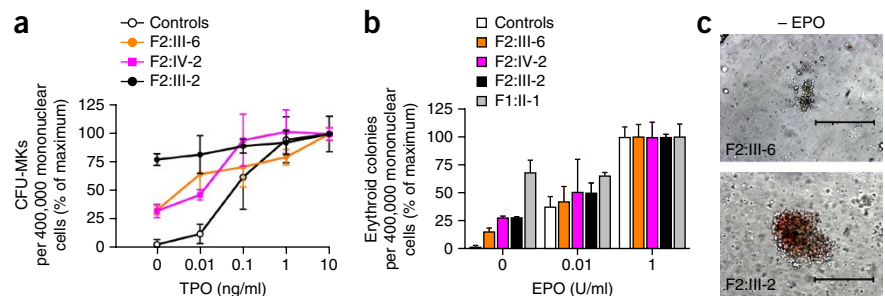 a
Controls
F2:III-6
F2:IV-2
F2:III-2
CFU-MKs
per 400,000 mononuclear
cells (% of maximum)
125
100
75
50
25
0
0 0.01 0.1 1 10
TPO (ng/ml)
b
Controls
F2:III-6
F2:IV-2
F2:III-2
F1:II-1
Erythroid colonies
per 400,000 mononuclear
cells (% of maximum)
125
100
75
50
25
0
0 0.01 1
EPO (U/ml)
c
– EPO
F2:III-6
F2:III-2